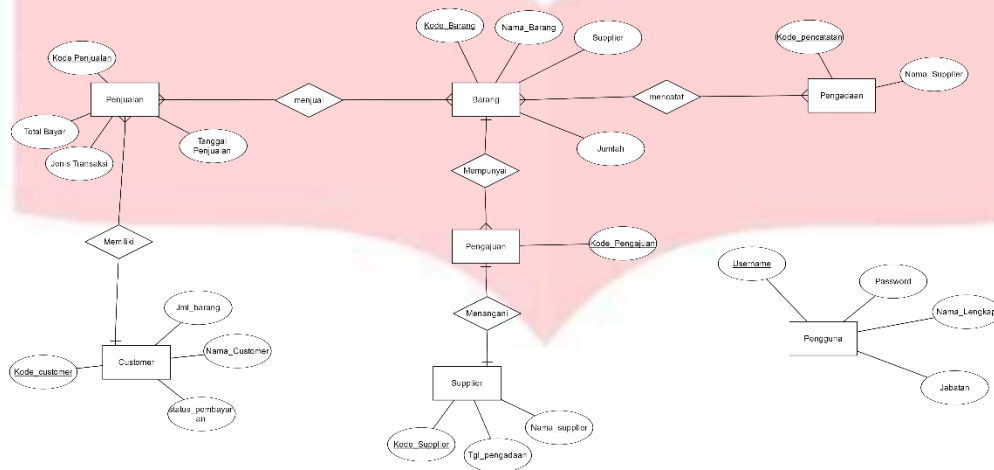 Kode_Barang
Nama_Barang
Supplier
Kode_pencatatan
Nama_Supplier
Kode Penjualan
Penjualan
menjual
Barang
mencatat
Pengadaan
Total Bayar
Jenis Transaksi
Tanggal
Penjualan
Jumlah
Mempunyai
Memiliki
Pengajuan
Kode_Pengajuan
Username
Password
Nama_Lengkap
Pengguna
Jabatan
Menangani
Jml_barang
Customer
Nama_Customer
Kode_customer
status_pembayar
an
Supplier
Kode_Supplier
Tgl_pengadaan
Nama_supplier